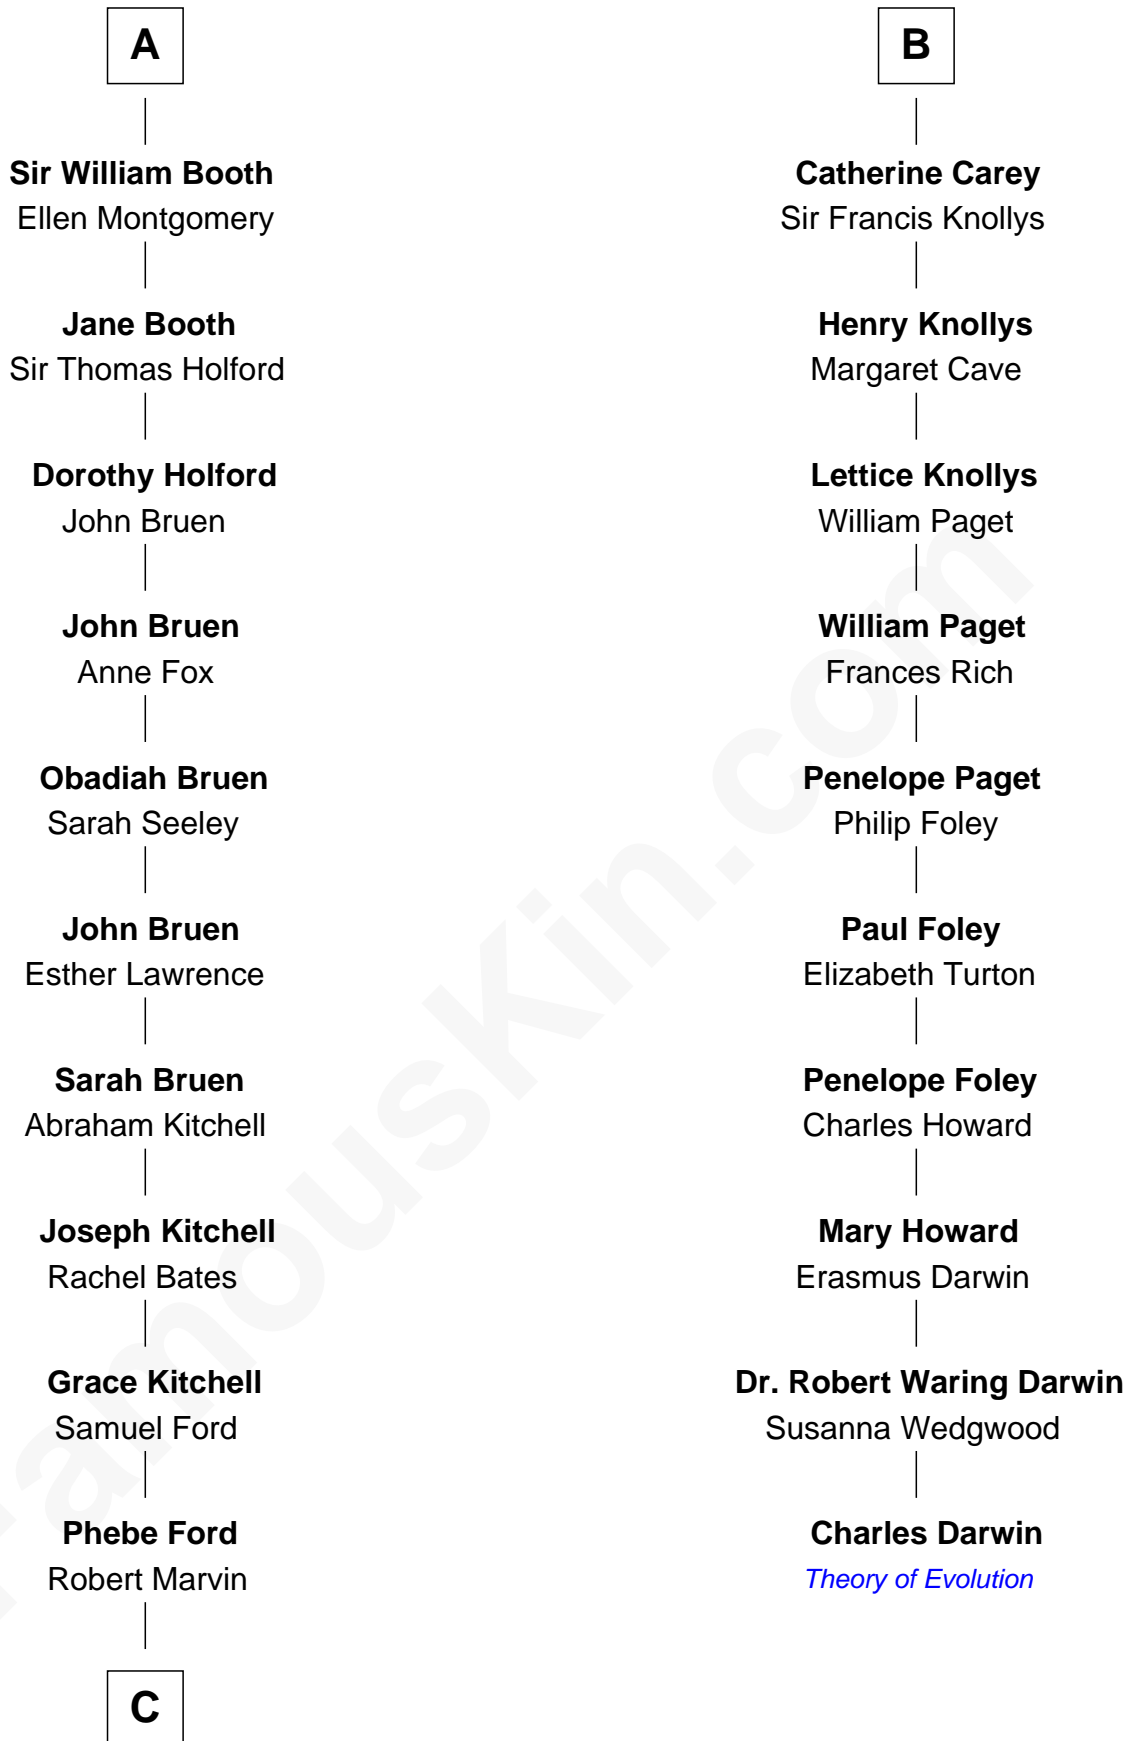 A
Sir William Booth
Ellen Montgomery
Jane Booth
Sir Thomas Holford
Dorothy Holford
John Bruen
John Bruen
Anne Fox
Obadiah Bruen
Sarah Seeley
John Bruen
Esther Lawrence
Sarah Bruen
Abraham Kitchell
Joseph Kitchell
Rachel Bates
Grace Kitchell
Samuel Ford
Phebe Ford
Robert Marvin
C
B
Catherine Carey
Sir Francis Knollys
Henry Knollys
Margaret Cave
Lettice Knollys
William Paget
William Paget
Frances Rich
Penelope Paget
Philip Foley
Paul Foley
Elizabeth Turton
Penelope Foley
Charles Howard
Mary Howard
Erasmus Darwin
Dr. Robert Waring Darwin
Susanna Wedgwood
Charles Darwin
Theory of Evolution
FamousKin.com